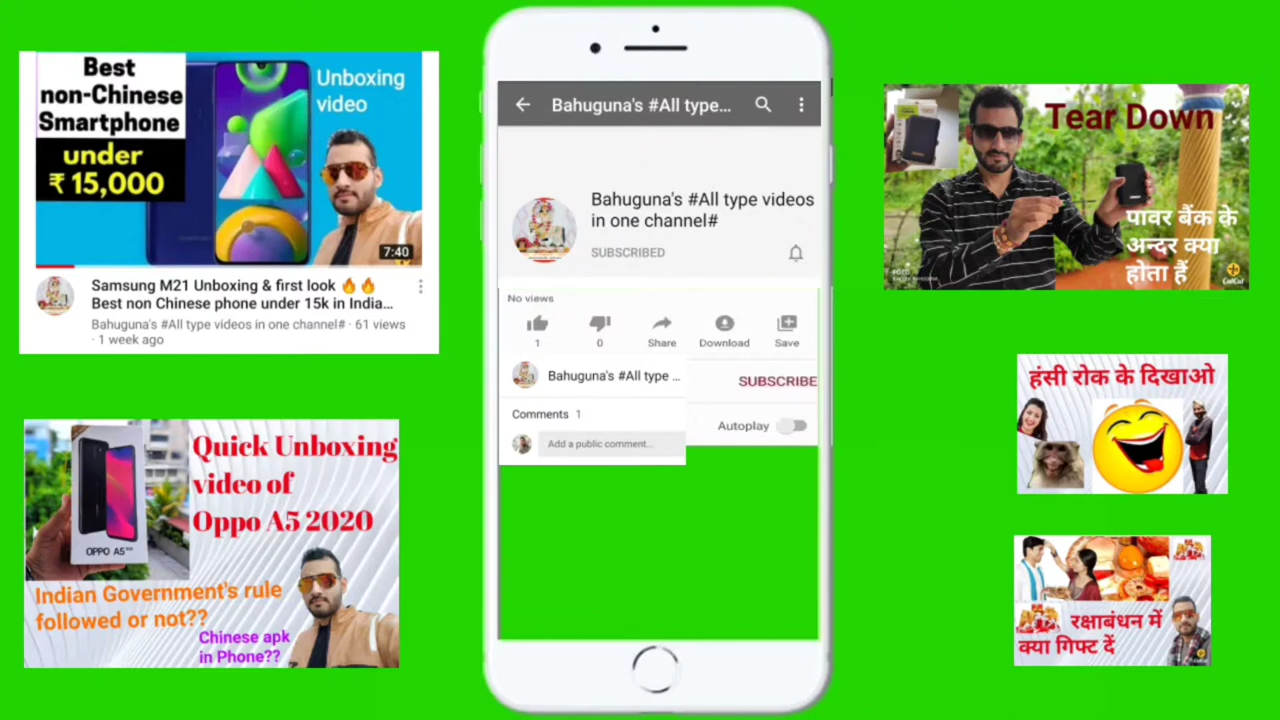 Best
non-Chinese
Smartphone
under
₹ 15,000
Unboxing
video
7:40
Samsung M21 Unboxing & first look 🔥🔥
Best non Chinese phone under 15k in India...
Bahuguna's #All type videos in one channel# · 61 views
· 1 week ago
Quick Unboxing
video of
Oppo A5 2020
OPPO A5
Indian Government's rule
followed or not??
Chinese apk
in Phone??
Bahuguna's #All type...
Bahuguna's #All type videos
in one channel#
SUBSCRIBED
No views
1
0
Share
Download
Save
Bahuguna's #All type ...
SUBSCRIBE
Comments 1
Autoplay
Add a public comment...
Tear Down
पावर बैंक के
अन्दर क्या
होता हैं
CutCut
हंसी रोक के दिखाओ
रक्षाबंधन में
क्या गिफ्ट दें
CutCut